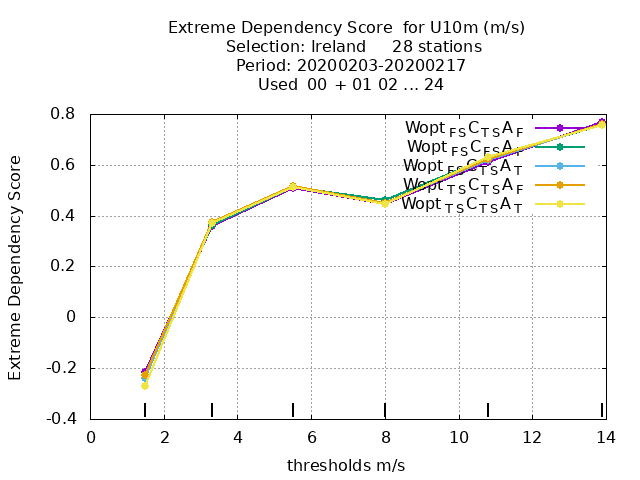 Extreme Dependency Score for U10m (m/s)
Selection: Ireland 28 stations
Period: 20200203-20200217
Used 00 + 01 02 ... 24
Extreme Dependency Score
0.8
0.6
0.4
0.2
0
-0.2
-0.4
Wopt FS C TS A F
Wopt FS C FS A
Wopt FS C TS A T
Wopt TS C TS A F
Wopt TS C TS A T
0 2 4 6 8 10 12 14
thresholds m/s